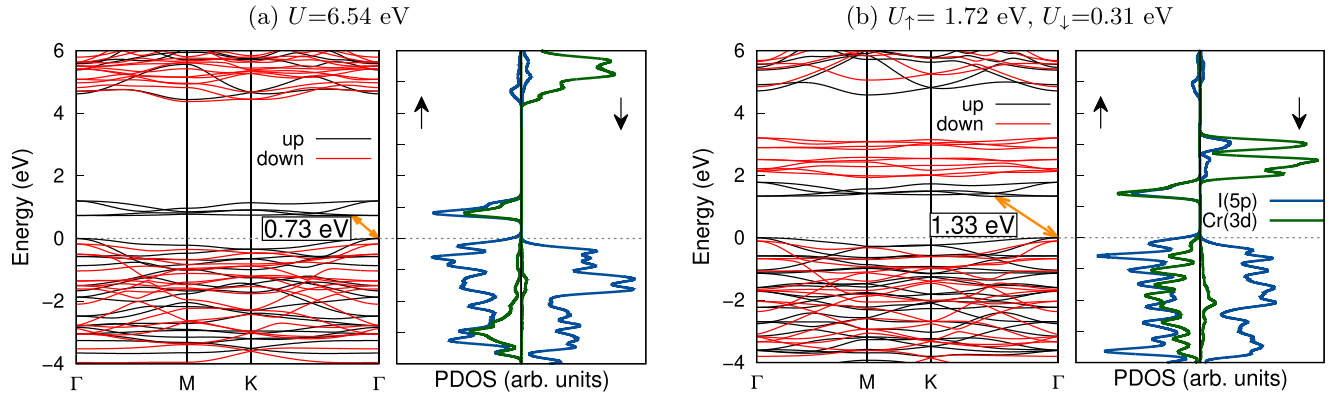 (a) U=6.54 eV
(b) U↑= 1.72 eV, U↓=0.31 eV
Energy (eV)
6
4
2
0
−2
−4
up
down
0.73 eV
Γ
M
K
Γ
PDOS (arb. units)
Energy (eV)
6
4
2
0
−2
−4
up
down
1.33 eV
Γ
M
K
Γ
I(5p)
Cr(3d)
PDOS (arb. units)